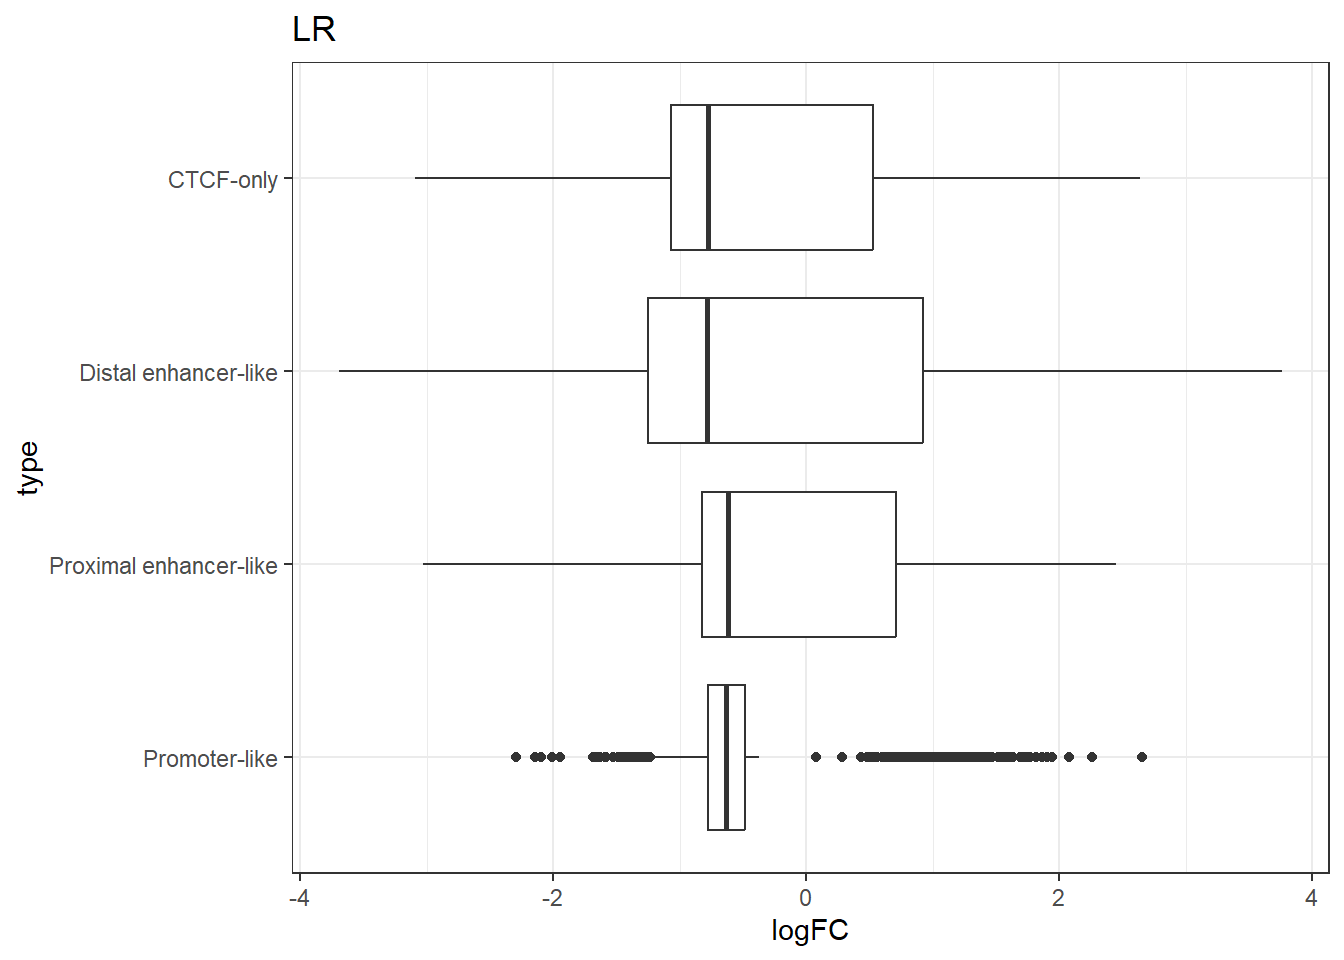 LR
CTCF-only
Distal enhancer-like
type
Proximal enhancer-like
Promoter-like
-4 -2 0 2 4
logFC